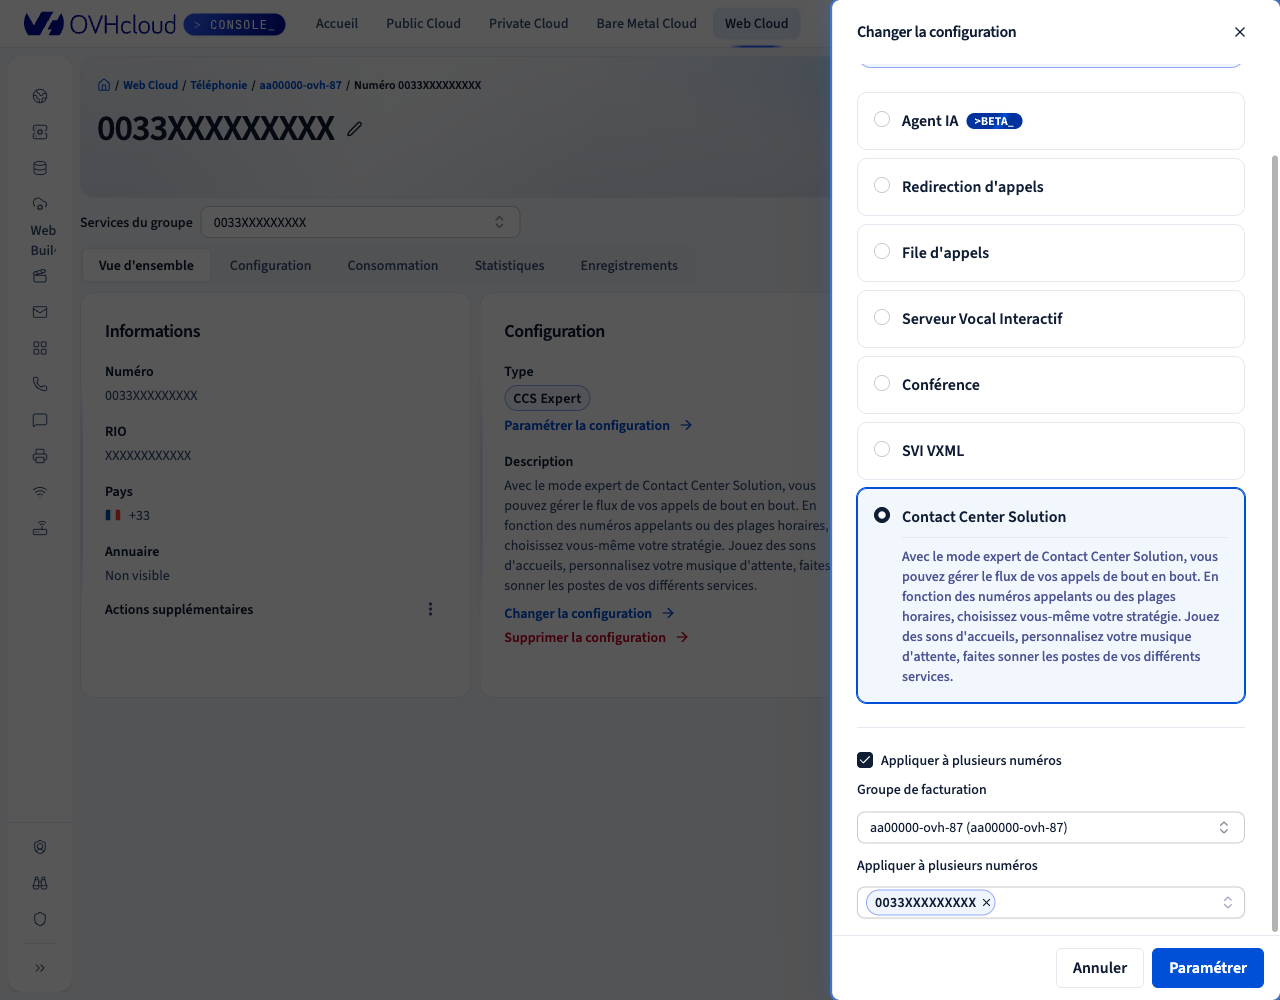 OVHcloud > CONSOLE_
Accueil Public Cloud Private Cloud Bare Metal Cloud Web Cloud
/ Web Cloud / Téléphonie / aa00000-ovh-87 / Numéro 0033XXXXXXXXX
0033XXXXXXXXX
Services du groupe 0033XXXXXXXXX
Web
Buil
Vue d'ensemble Configuration Consommation Statistiques Enregistrements
Informations
Numéro
0033XXXXXXXXX
RIO
XXXXXXXXXXXX
Pays
+33
Annuaire
Non visible
Actions supplémentaires
Configuration
Type
CCS Expert
Paramétrer la configuration
Description
Avec le mode expert de Contact Center Solution, vous
pouvez gérer le flux de vos appels de bout en bout. En
fonction des numéros appelants ou des plages horaires,
choisissez vous-même votre stratégie. Jouez des sons
d'accueils, personnalisez votre musique d'attente, faites
sonner les postes de vos différents services.
Changer la configuration
Supprimer la configuration
Changer la configuration
Agent IA >BETA_
Redirection d'appels
File d'appels
Serveur Vocal Interactif
Conférence
SVI VXML
Contact Center Solution
Avec le mode expert de Contact Center Solution, vous
pouvez gérer le flux de vos appels de bout en bout. En
fonction des numéros appelants ou des plages
horaires, choisissez vous-même votre stratégie. Jouez
des sons d'accueils, personnalisez votre musique
d'attente, faites sonner les postes de vos différents
services.
Appliquer à plusieurs numéros
Groupe de facturation
aa00000-ovh-87 (aa00000-ovh-87)
Appliquer à plusieurs numéros
0033XXXXXXXXX
Annuler Paramétrer